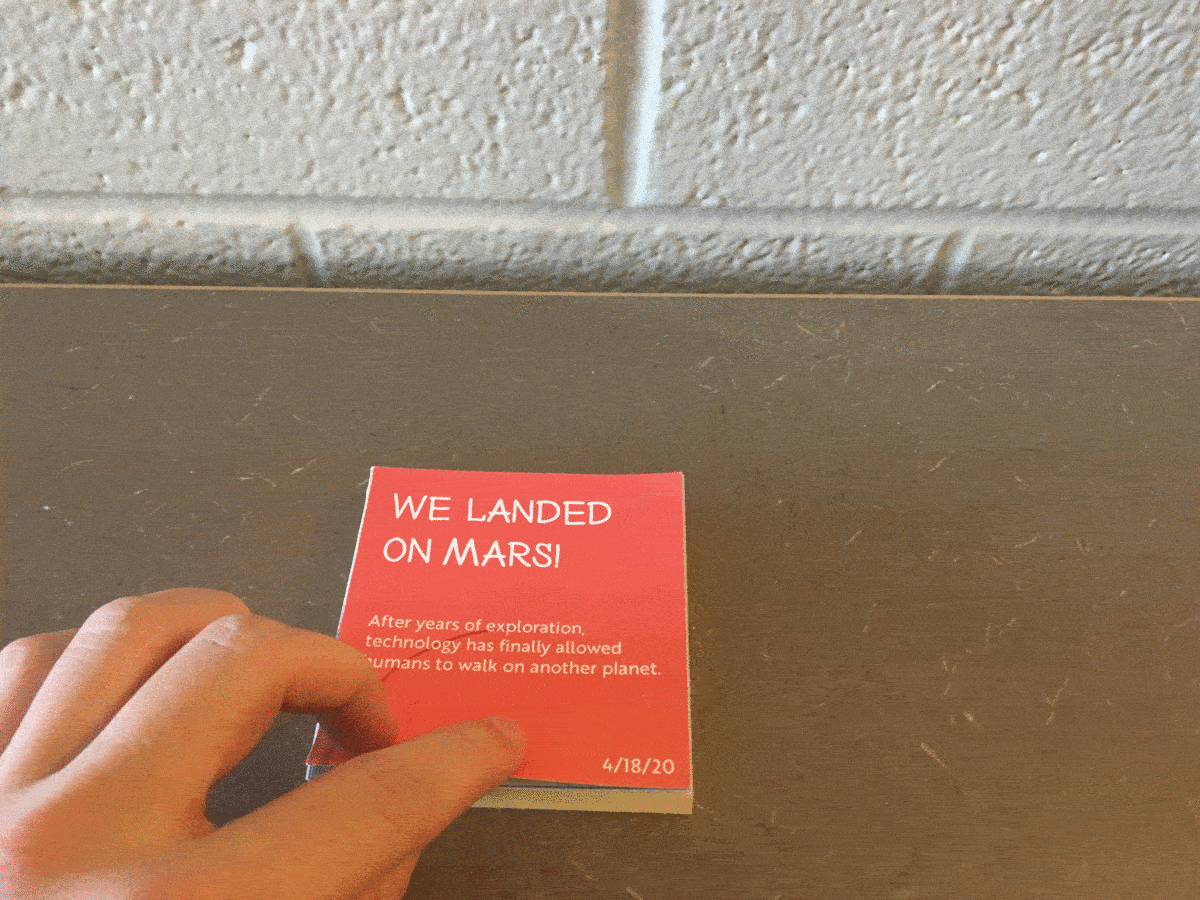 WE LANDED
ON MARS!
After years of exploration,
technology has finally allowed
humans to walk on another planet.
4/18/20